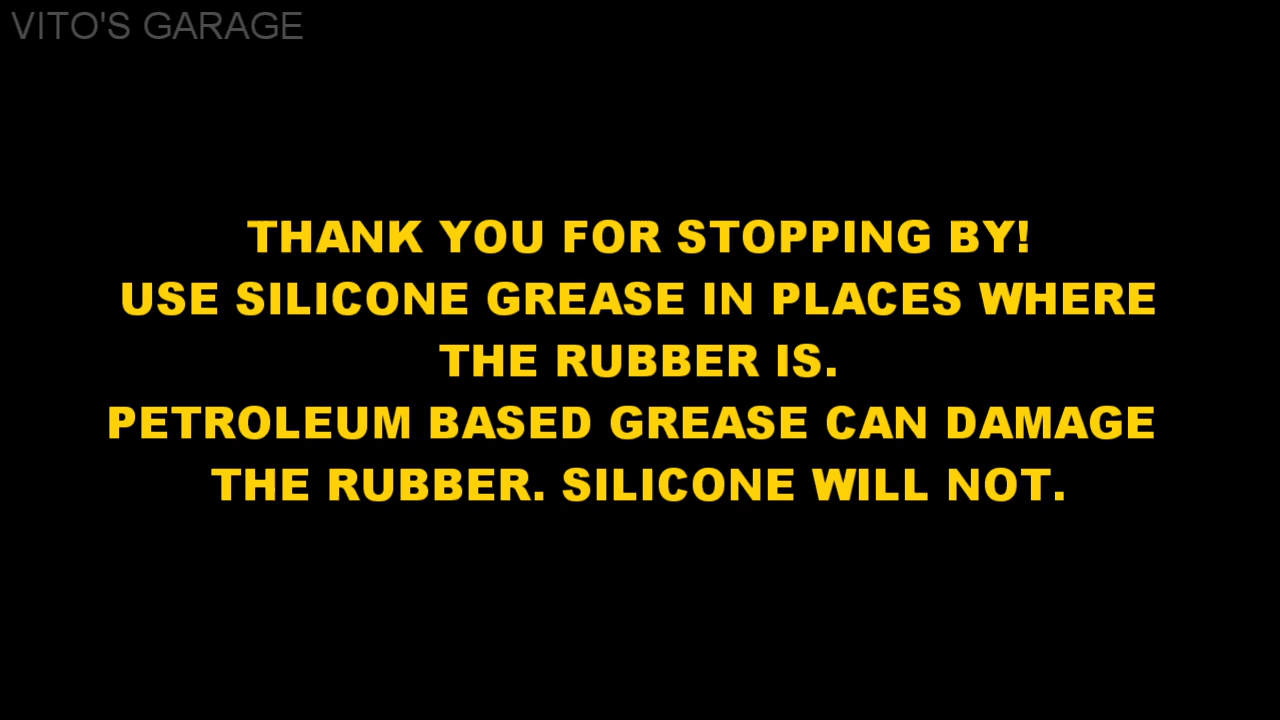 VITO'S GARAGE
THANK YOU FOR STOPPING BY!
USE SILICONE GREASE IN PLACES WHERE
THE RUBBER IS.
PETROLEUM BASED GREASE CAN DAMAGE
THE RUBBER. SILICONE WILL NOT.